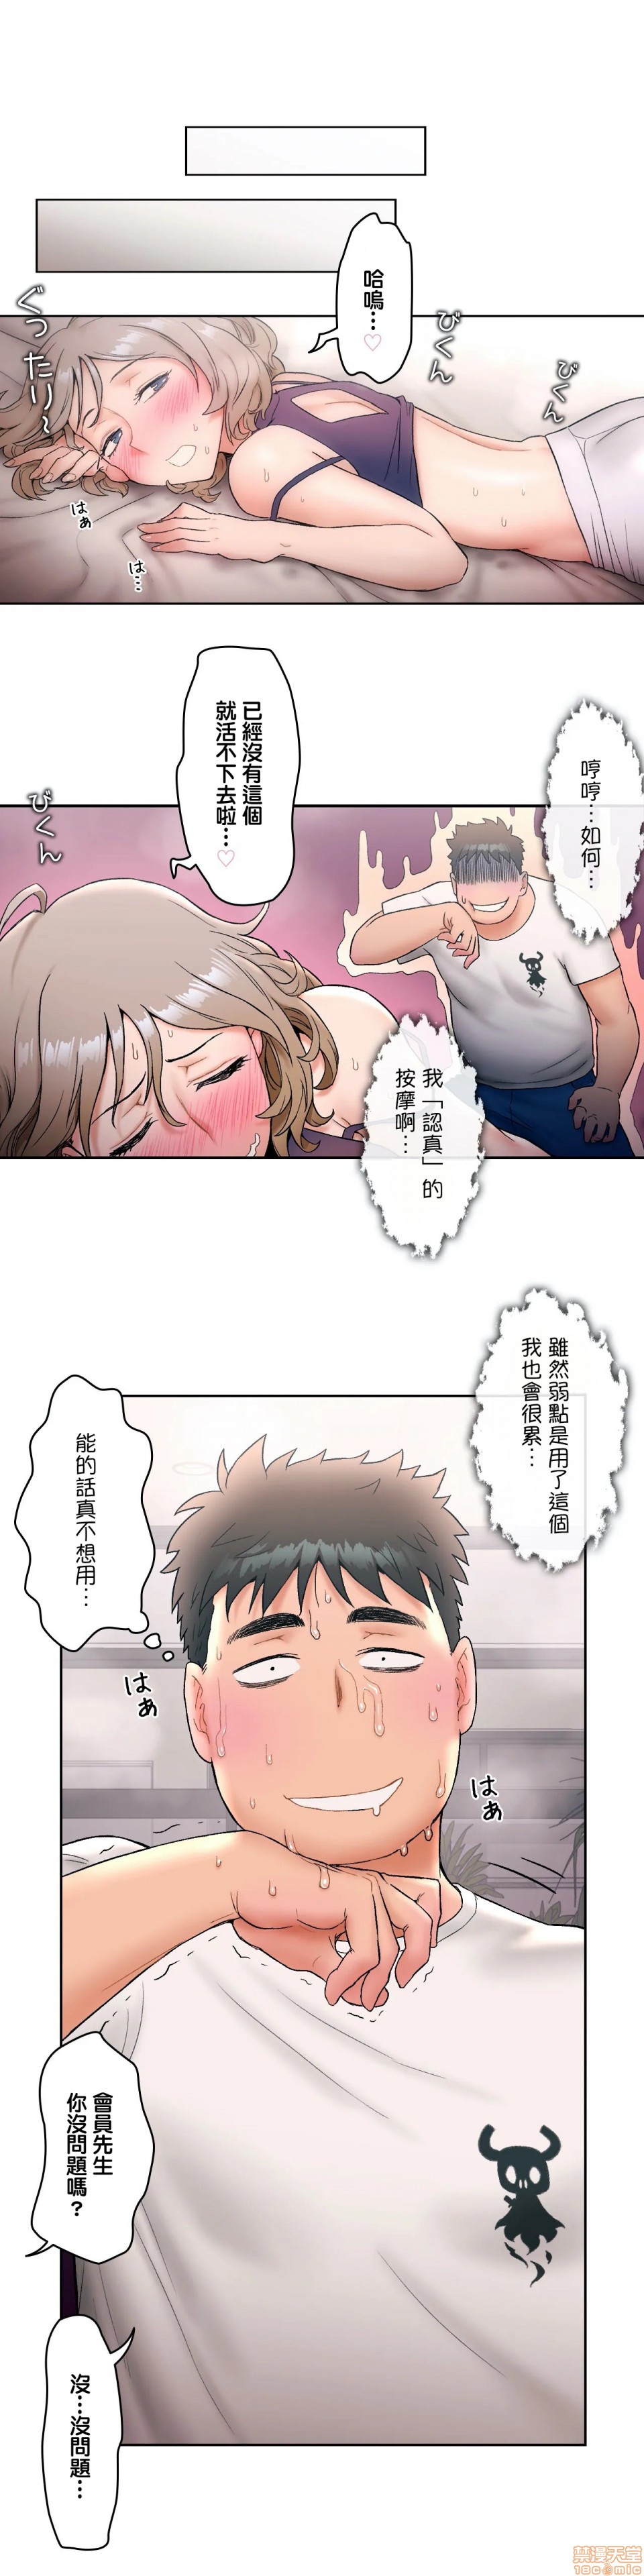 哈嗚…♡
びくん
びくん
ぐったり～
はぁ
は…
哼哼…如何…
已經沒有這個
就活不下去啦…♡
びくん
我「認真」的
按摩啊…
雖然弱點是用了這個
我也會很累…
能的話真不想用…
はぁ
はぁ
會員先生
你沒問題嗎？
沒…沒問題…
禁漫天堂
18comic